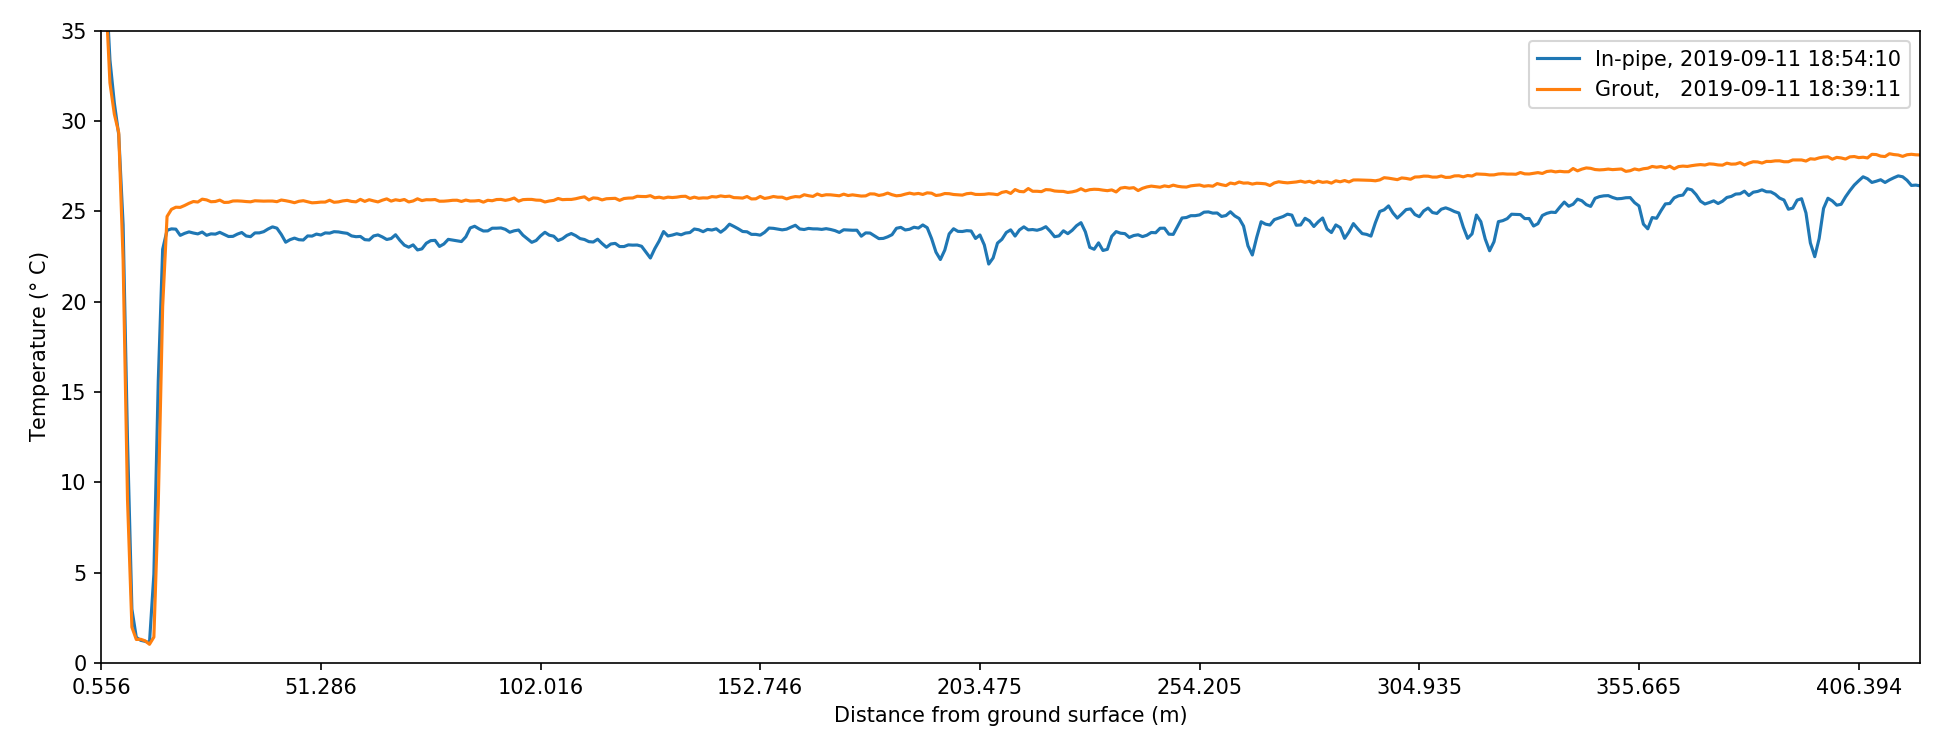 35
30
25
20
15
10
5
0
Temperature (° C)
In-pipe, 2019-09-11 18:54:10
Grout, 2019-09-11 18:39:11
0.556 51.286 102.016 152.746 203.475 254.205 304.935 355.665 406.394
Distance from ground surface (m)